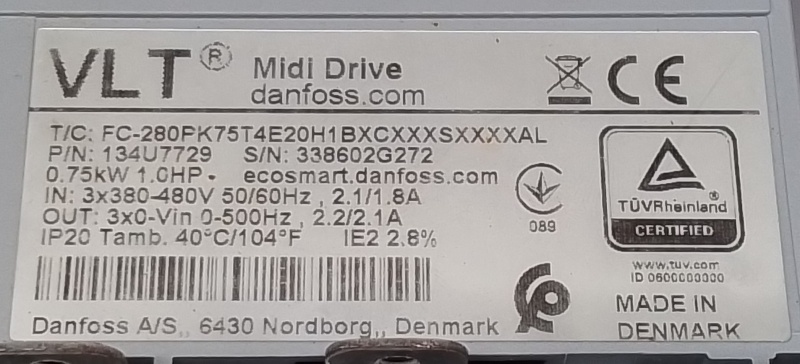 VLT® Midi Drive
danfoss.com
T/C: FC-280PK75T4E20H1BXCXXXSXXXXAL
P/N: 134U7729 S/N: 338602G272
0.75kW 1.0HP. ecosmart.danfoss.com
IN: 3x380-480V 50/60Hz, 2.1/1.8A
OUT: 3x0-Vin 0-500Hz, 2.2/2.1A
IP20 Tamb. 40°C/104°F IE2 2.8%
089
TÜVRheinland®
CERTIFIED
www.tuv.com
ID 0600000000
MADE IN
DENMARK
Danfoss A/S, 6430 Nordborg,, Denmark